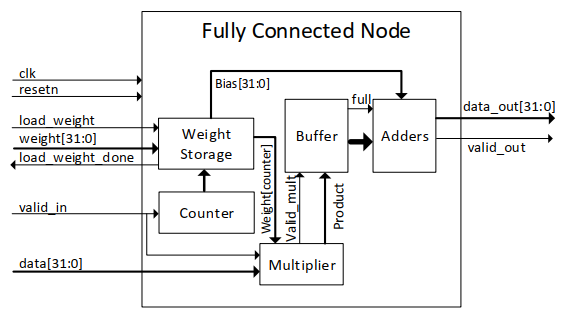 Fully Connected Node
clk
resetn
Bias[31:0]
full
data_out[31:0]
load_weight
weight[31:0]
load_weight_done
Weight
Storage
Buffer
Adders
valid_out
Weight[counter]
Valid_mult
Product
valid_in
Counter
data[31:0]
Multiplier